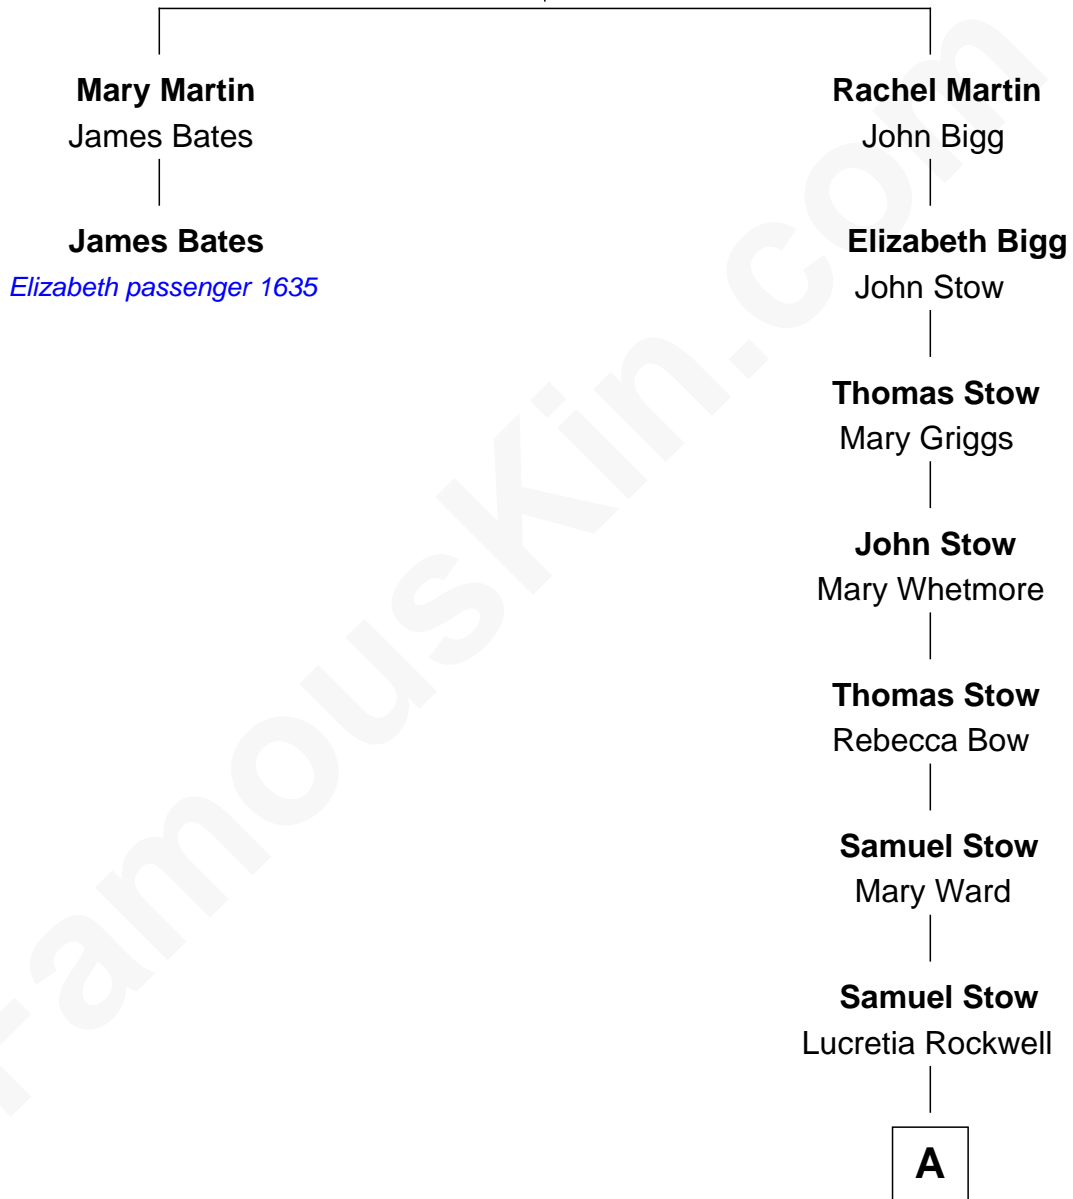 Mary Martin
James Bates
James Bates
Elizabeth passenger 1635
Rachel Martin
John Bigg
Elizabeth Bigg
John Stow
Thomas Stow
Mary Griggs
John Stow
Mary Whetmore
Thomas Stow
Rebecca Bow
Samuel Stow
Mary Ward
Samuel Stow
Lucretia Rockwell
A
FamousKin.com